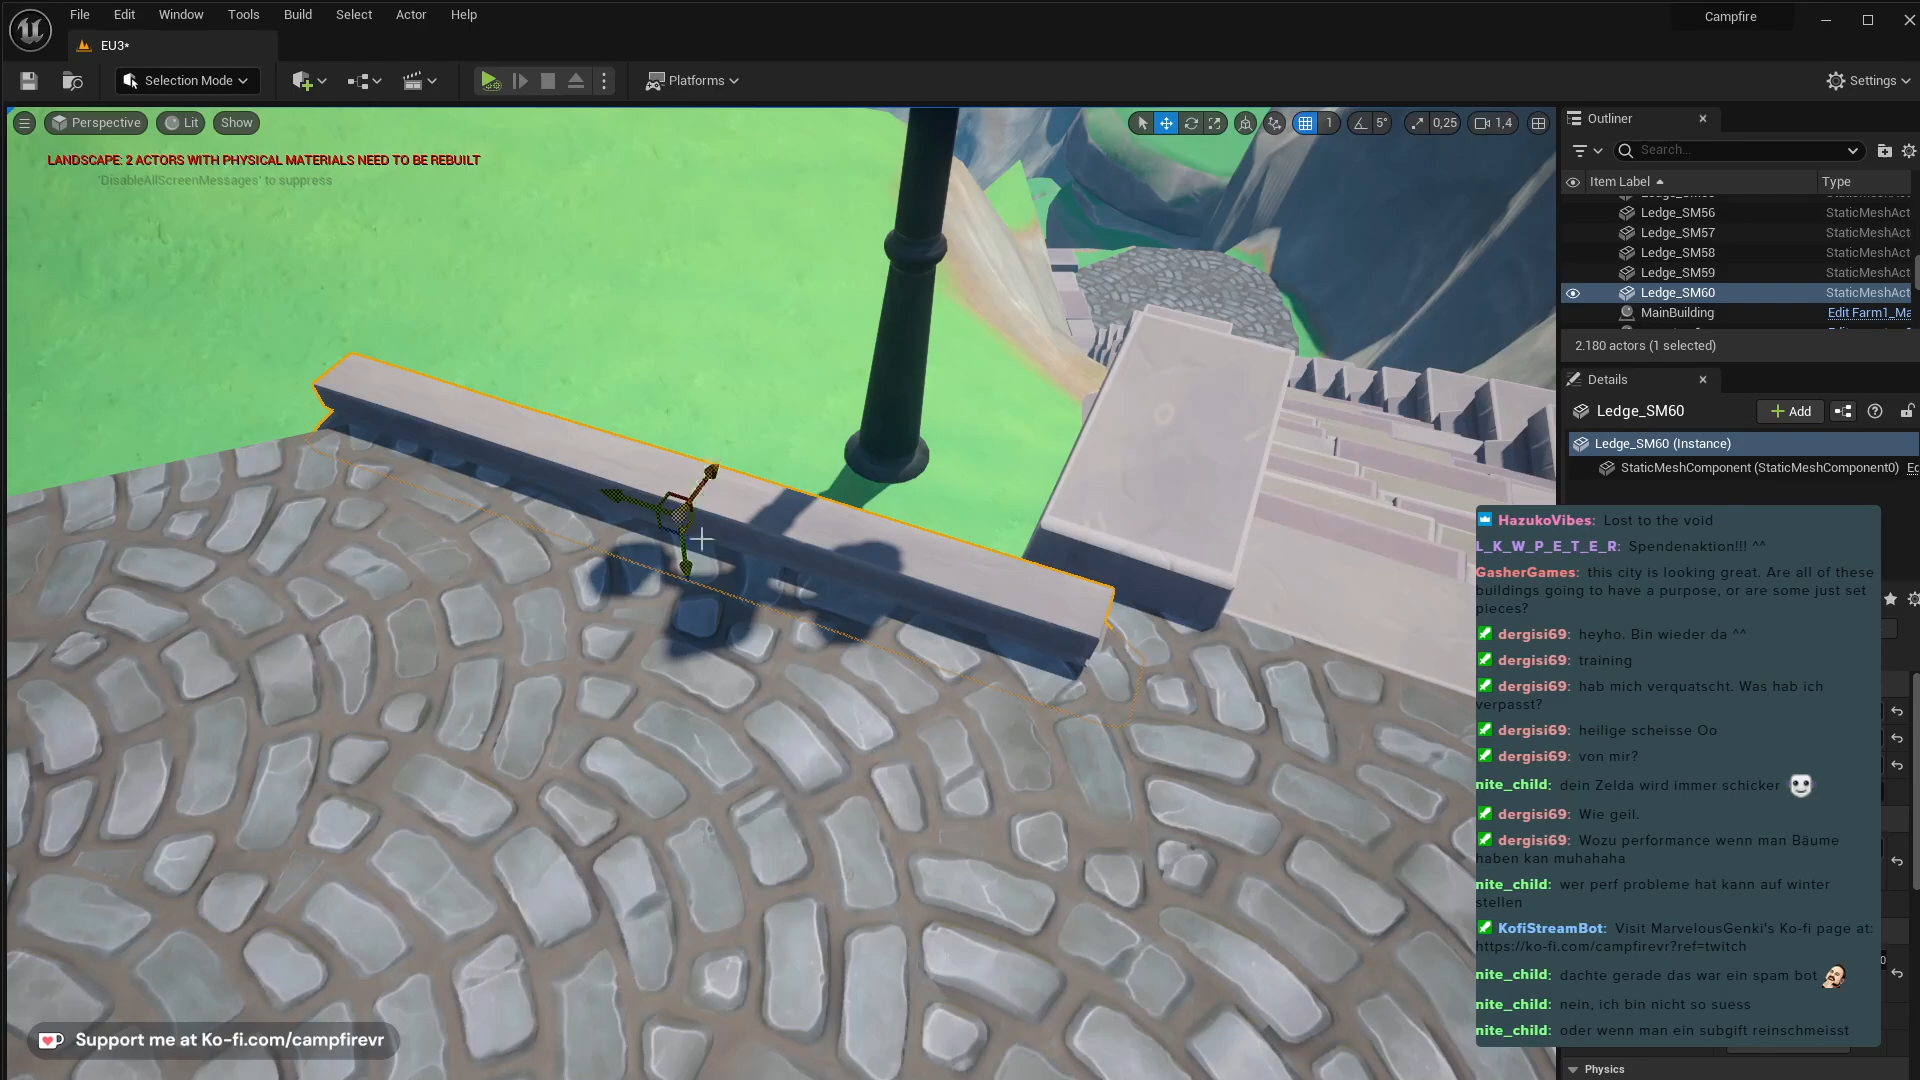 File Edit Window Tools Build Select Actor Help
Campfire
EU3*
Selection Mode
Platforms
Settings
Perspective
Lit
Show
1
5°
0,25
1,4
LANDSCAPE: 2 ACTORS WITH PHYSICAL MATERIALS NEED TO BE REBUILT
'DisableAllScreenMessages' to suppress
Outliner
Search...
Item Label
Type
Ledge_SM56 StaticMeshAct
Ledge_SM57 StaticMeshAct
Ledge_SM58 StaticMeshAct
Ledge_SM59 StaticMeshAct
Ledge_SM60 StaticMeshAct
MainBuilding Edit Farm1_Ma
2.180 actors (1 selected)
Details
Ledge_SM60
Add
Ledge_SM60 (Instance)
StaticMeshComponent (StaticMeshComponent0) Ed
HazukoVibes: Lost to the void
L_K_W_P_E_T_E_R: Spendenaktion!!! ^^
GasherGames: this city is looking great. Are all of these
buildings going to have a purpose, or are some just set
pieces?
dergisi69: heyho. Bin wieder da ^^
dergisi69: training
dergisi69: hab mich verquatscht. Was hab ich
verpasst?
dergisi69: heilige scheisse Oo
dergisi69: von mir?
nite_child: dein Zelda wird immer schicker
dergisi69: Wie geil.
dergisi69: Wozu performance wenn man Bäume
haben kan muhahaha
nite_child: wer perf probleme hat kann auf winter
stellen
KofiStreamBot: Visit MarvelousGenki's Ko-fi page at:
https://ko-fi.com/campfirevr?ref=twitch
nite_child: dachte gerade das war ein spam bot
nite_child: nein, ich bin nicht so suess
nite_child: oder wenn man ein subgift reinschmeisst
Physics
Support me at Ko-fi.com/campfirevr